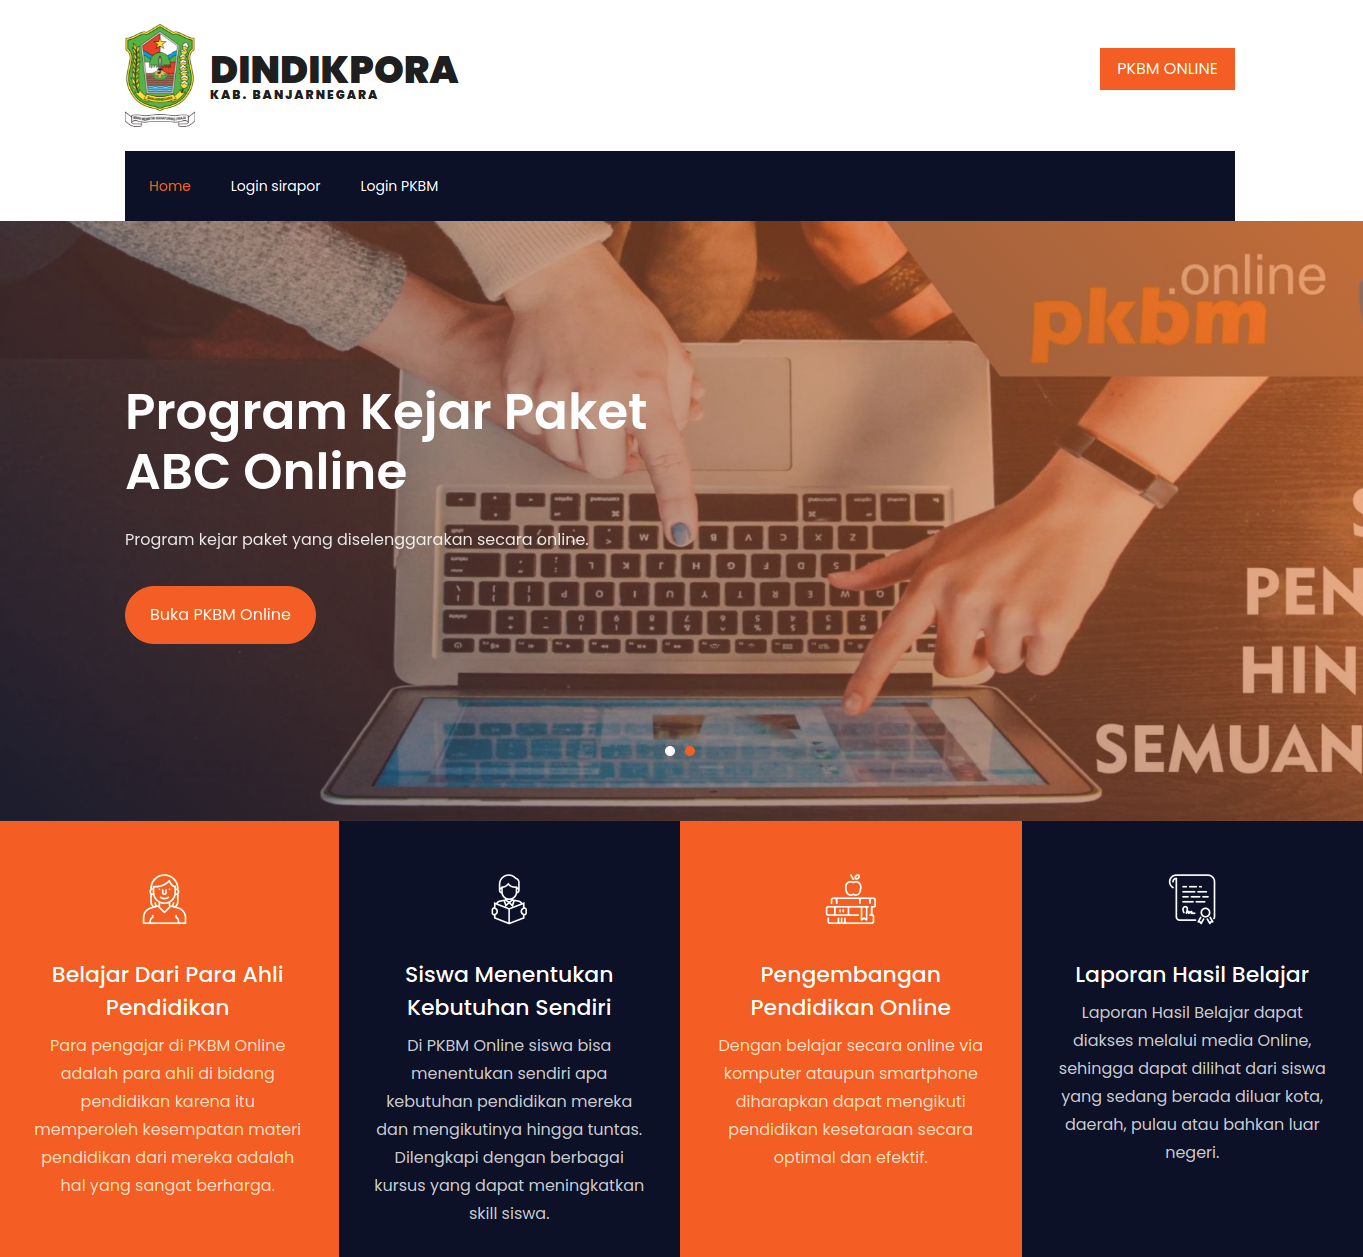 DINDIKPORA
KAB. BANJARNEGARA
PKBM ONLINE
Home
Login sirapor
Login PKBM
.online
pkbm
Program Kejar Paket
ABC Online
Program kejar paket yang diselenggarakan secara online.
Buka PKBM Online
PEN
HIN
SEMUAN
Belajar Dari Para Ahli
Pendidikan
Para pengajar di PKBM Online
adalah para ahli di bidang
pendidikan karena itu
memperoleh kesempatan materi
pendidikan dari mereka adalah
hal yang sangat berharga.
Siswa Menentukan
Kebutuhan Sendiri
Di PKBM Online siswa bisa
menentukan sendiri apa
kebutuhan pendidikan mereka
dan mengikutinya hingga tuntas.
Dilengkapi dengan berbagai
kursus yang dapat meningkatkan
skill siswa.
Pengembangan
Pendidikan Online
Dengan belajar secara online via
komputer ataupun smartphone
diharapkan dapat mengikuti
pendidikan kesetaraan secara
optimal dan efektif.
Laporan Hasil Belajar
Laporan Hasil Belajar dapat
diakses melalui media Online,
sehingga dapat dilihat dari siswa
yang sedang berada diluar kota,
daerah, pulau atau bahkan luar
negeri.